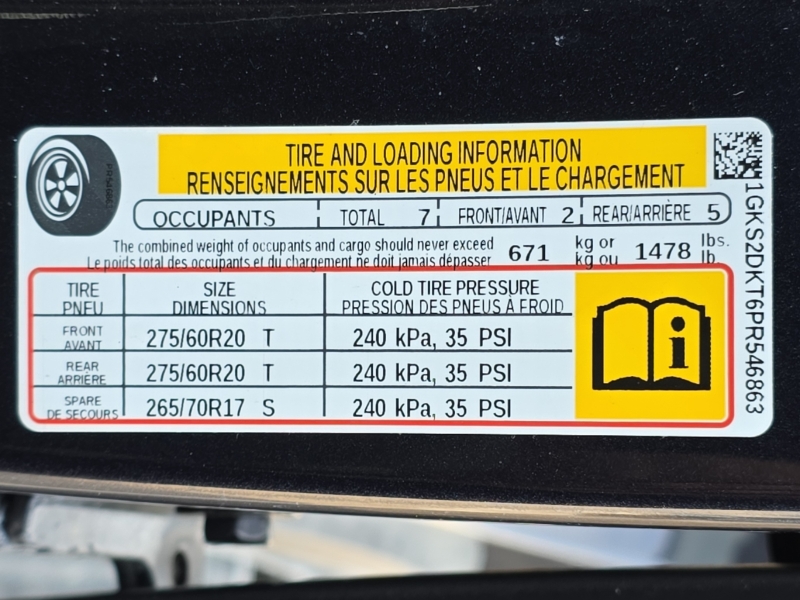 TIRE AND LOADING INFORMATION
RENSEIGNEMENTS SUR LES PNEUS ET LE CHARGEMENT
OCCUPANTS TOTAL 7 FRONT/AVANT 2 REAR/ARRIÈRE 5
The combined weight of occupants and cargo should never exceed 671 kg or 1478 lbs.
Le poids total des occupants et du chargement ne doit jamais dépasser kg ou lb.
TIRE SIZE COLD TIRE PRESSURE
PNEU DIMENSIONS PRESSION DES PNEUS À FROID
FRONT
AVANT 275/60R20 T 240 kPa, 35 PSI
REAR
ARRIÈRE 275/60R20 T 240 kPa, 35 PSI
SPARE
DE SECOURS 265/70R17 S 240 kPa, 35 PSI
i
1GKS2DKT6PR546863